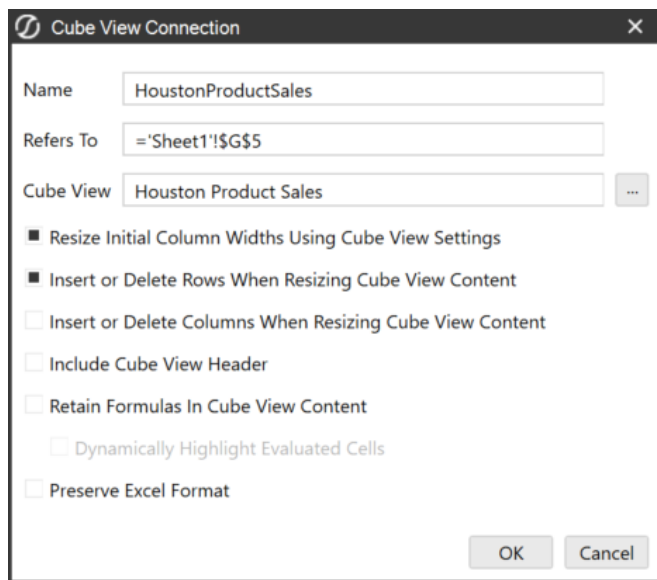 Cube View Connection
Name HoustonProductSales
Refers To ='Sheet1'!$G$5
Cube View Houston Product Sales ...
Resize Initial Column Widths Using Cube View Settings
Insert or Delete Rows When Resizing Cube View Content
Insert or Delete Columns When Resizing Cube View Content
Include Cube View Header
Retain Formulas In Cube View Content
Dynamically Highlight Evaluated Cells
Preserve Excel Format
OK Cancel